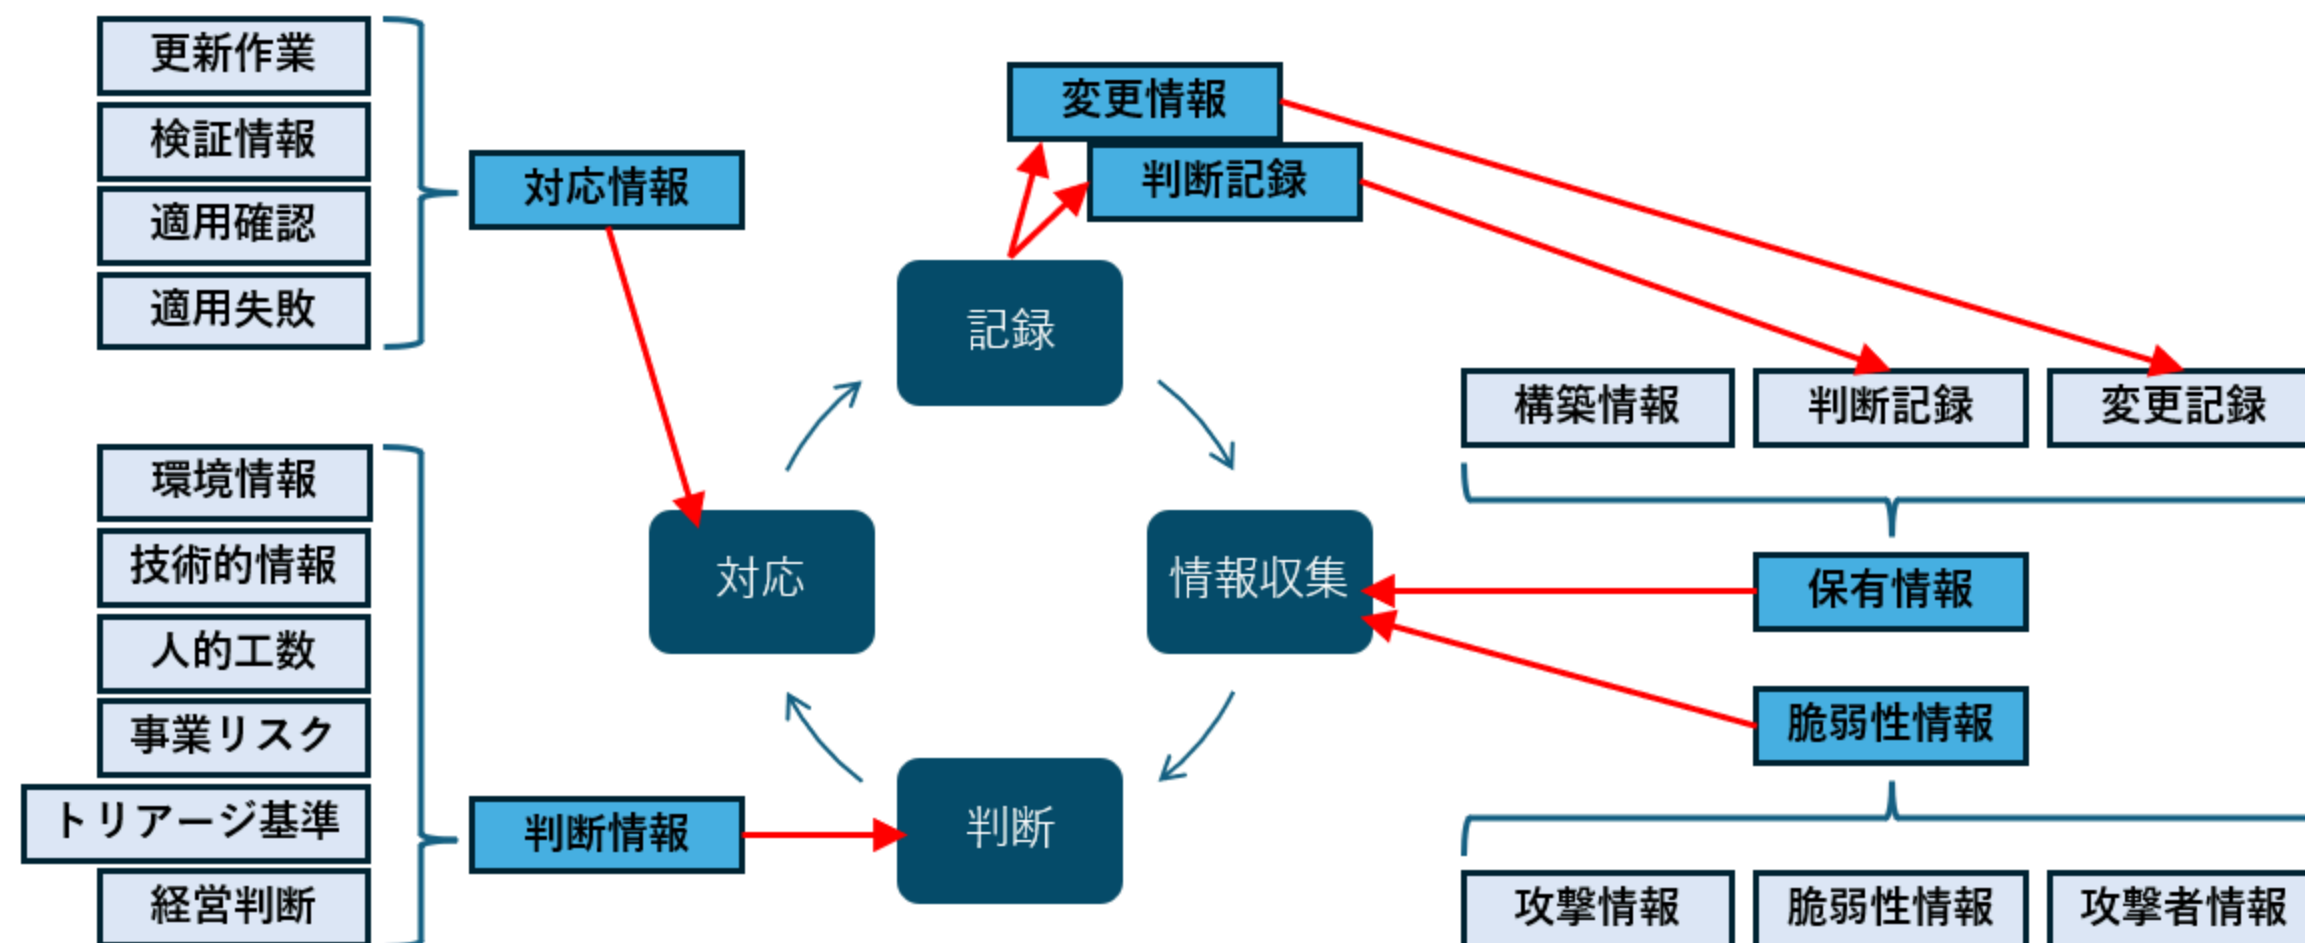 更新作業
検証情報
適用確認
適用失敗
対応情報
変更情報
判断記録
記録
構築情報
判断記録
変更記録
対応
情報収集
保有情報
脆弱性情報
環境情報
技術的情報
人的工数
事業リスク
トリアージ基準
経営判断
判断情報
判断
攻撃情報
脆弱性情報
攻撃者情報